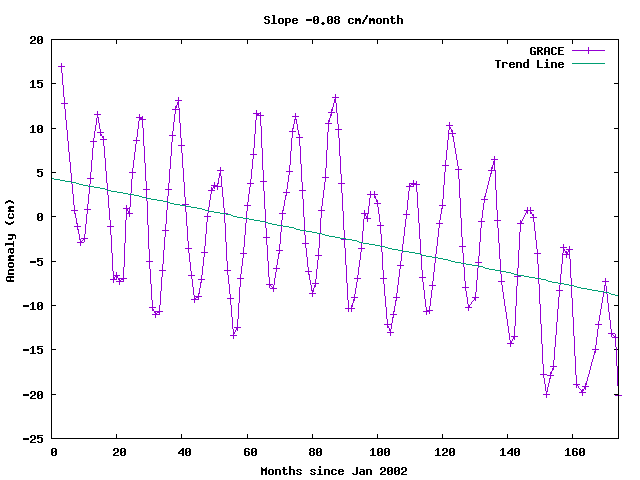 Slope -0.08 cm/month
GRACE
Trend Line
20
15
10
5
0
-5
-10
-15
-20
-25
Anomaly (cm)
0 20 40 60 80 100 120 140 160
Months since Jan 2002